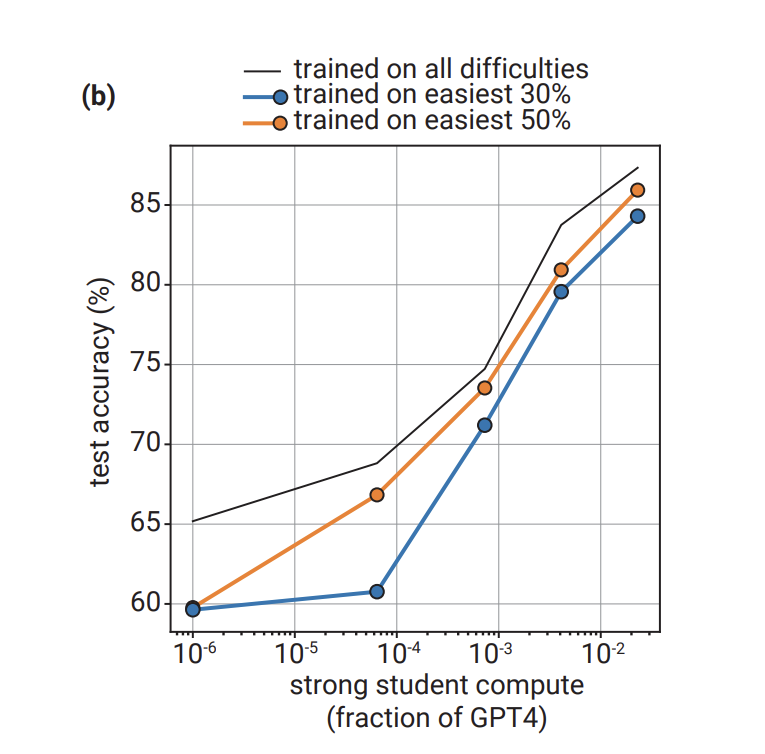 (b)
trained on all difficulties
trained on easiest 30%
trained on easiest 50%
85
80
75
70
65
60
test accuracy (%)
10⁻⁶ 10⁻⁵ 10⁻⁴ 10⁻³ 10⁻²
strong student compute
(fraction of GPT4)